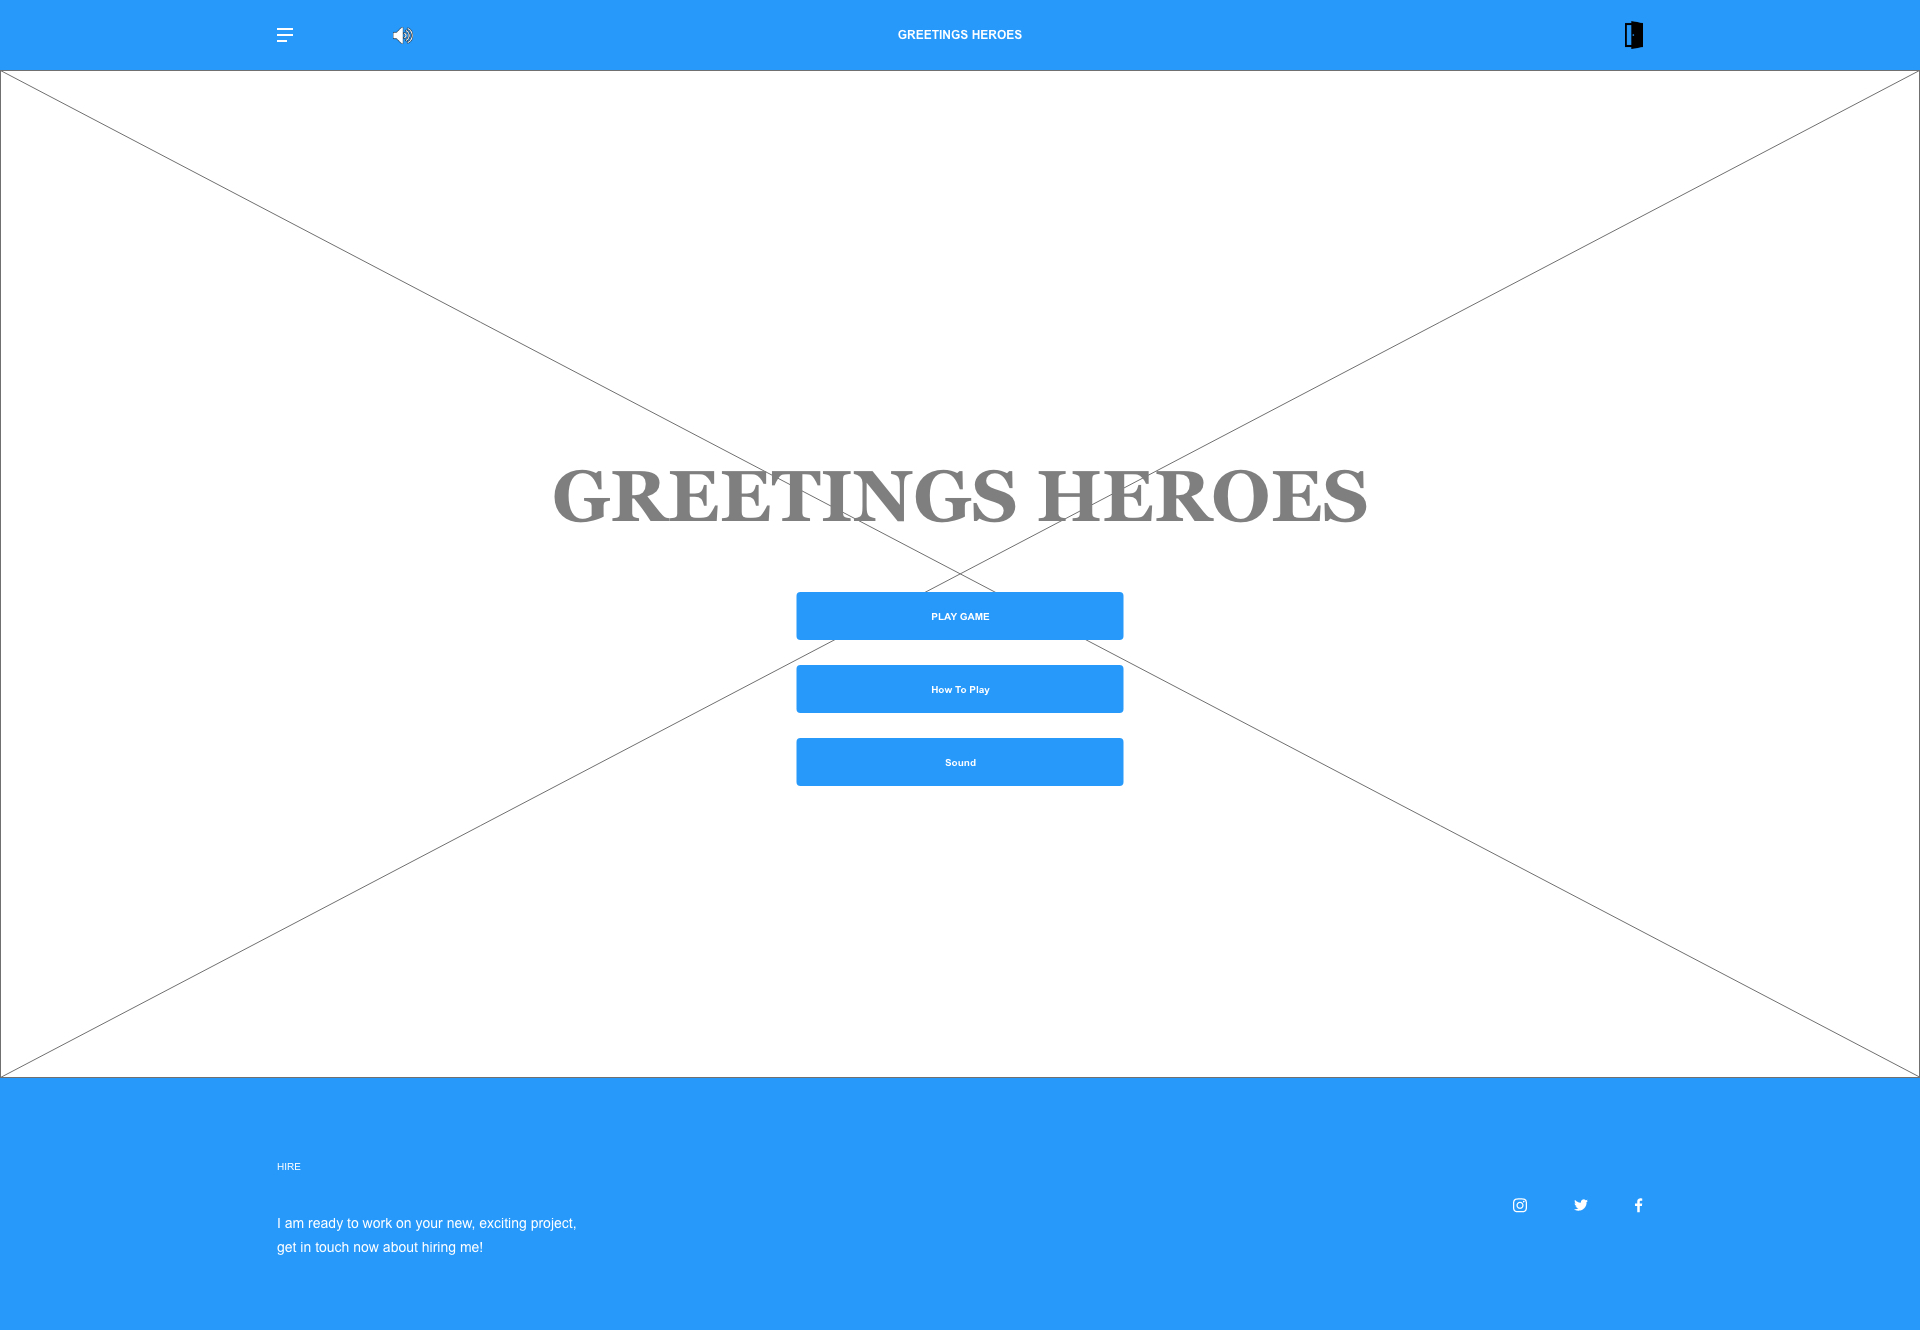 GREETINGS HEROES
GREETINGS HEROES
PLAY GAME
How To Play
Sound
HIRE
I am ready to work on your new, exciting project,
get in touch now about hiring me!